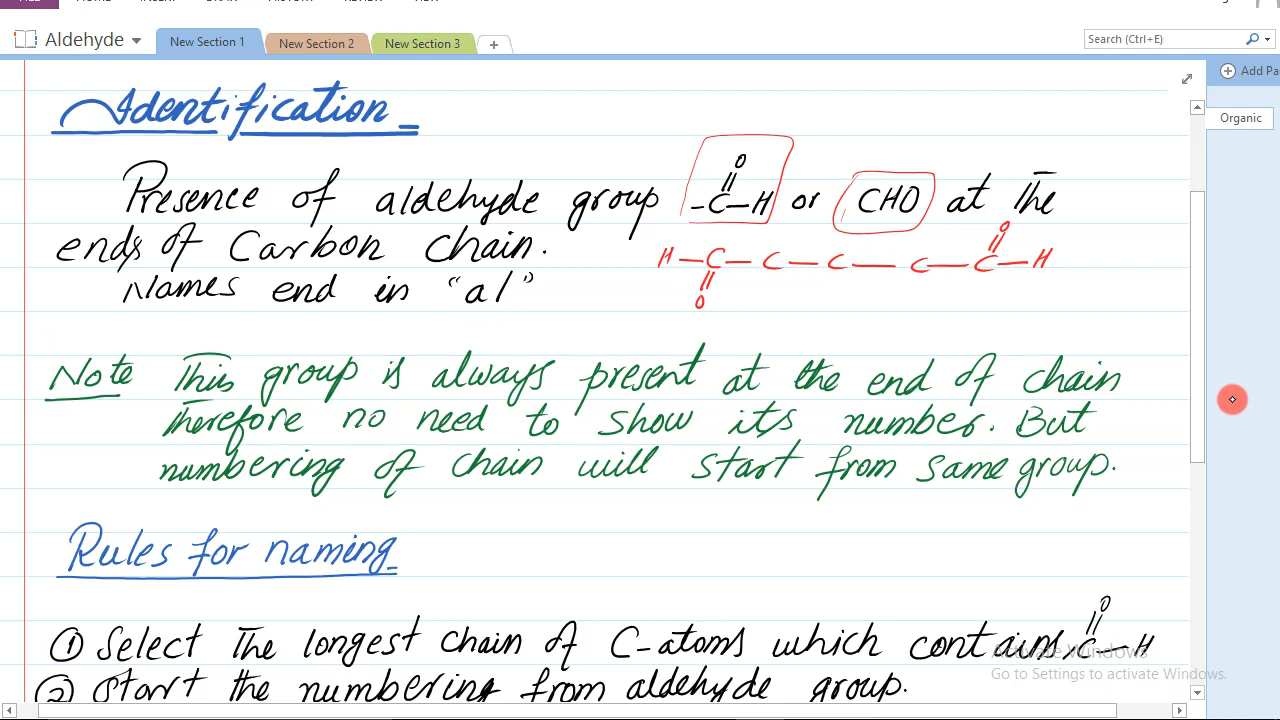 Aldehyde
New Section 1
New Section 2
New Section 3
+
Search (Ctrl+E)
Add Pa
Organic
Identification
Presence of aldehyde group -C-H or CHO at the
O
ends of Carbon chain.
H-C-C-C-C-C-H
O
O
Names end in "al"
Note This group is always present at the end of chain
Therefore no need to show its number. But
numbering of chain will start from same group.
Rules for naming
① Select The longest chain of C-atoms which contains C-H
O
② Start the numbering from aldehyde group.
Activate Windows
Go to Settings to activate Windows.